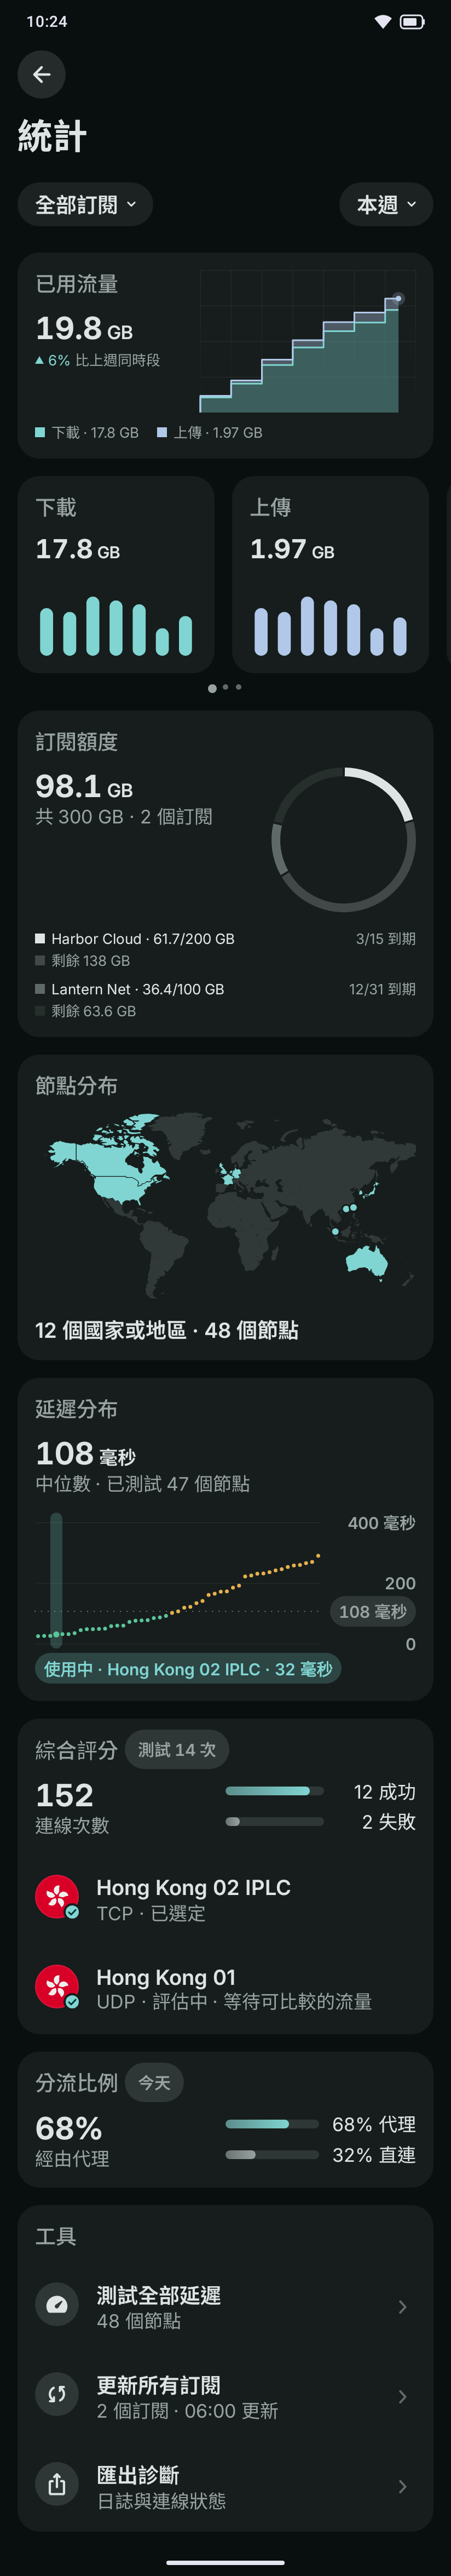 10:24
統計
全部訂閱
本週
已用流量
19.8 GB
6% 比上週同時段
下載 · 17.8 GB
上傳 · 1.97 GB
下載
17.8 GB
上傳
1.97 GB
訂閱額度
98.1 GB
共 300 GB · 2 個訂閱
Harbor Cloud · 61.7/200 GB
3/15 到期
剩餘 138 GB
Lantern Net · 36.4/100 GB
12/31 到期
剩餘 63.6 GB
節點分布
12 個國家或地區 · 48 個節點
延遲分布
108 毫秒
中位數 · 已測試 47 個節點
400 毫秒
200
108 毫秒
0
使用中 · Hong Kong 02 IPLC · 32 毫秒
綜合評分
測試 14 次
152
連線次數
12 成功
2 失敗
Hong Kong 02 IPLC
TCP · 已選定
Hong Kong 01
UDP · 評估中 · 等待可比較的流量
分流比例
今天
68%
經由代理
68% 代理
32% 直連
工具
測試全部延遲
48 個節點
更新所有訂閱
2 個訂閱 · 06:00 更新
匯出診斷
日誌與連線狀態